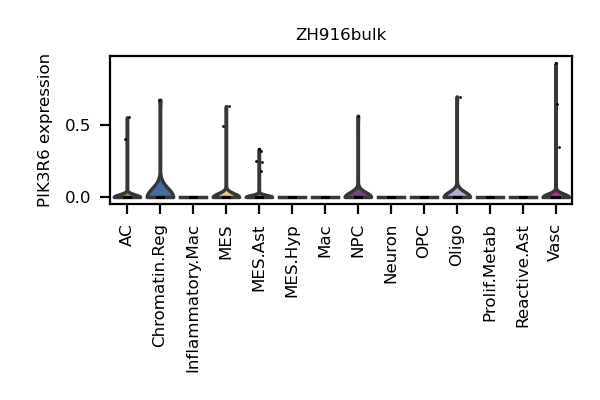 ZH916bulk
PIK3R6 expression
0.5
0.0
AC
Chromatin.Reg
Inflammatory.Mac
MES
MES.Ast
MES.Hyp
Mac
NPC
Neuron
OPC
Oligo
Prolif.Metab
Reactive.Ast
Vasc